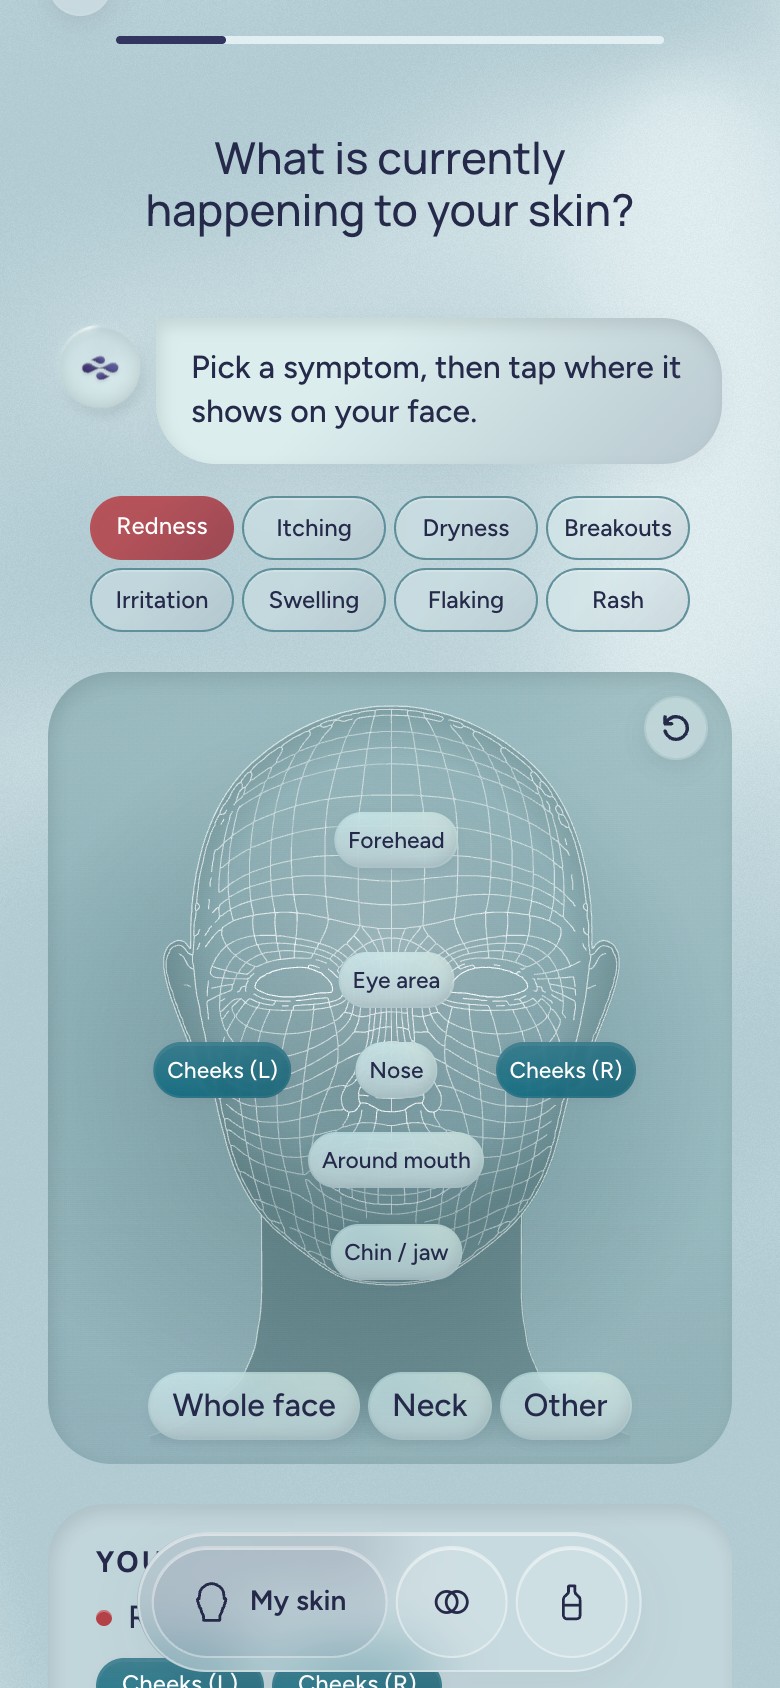 What is currently
happening to your skin?
Pick a symptom, then tap where it
shows on your face.
Redness Itching Dryness Breakouts
Irritation Swelling Flaking Rash
Forehead
Eye area
Cheeks (L) Nose Cheeks (R)
Around mouth
Chin / jaw
Whole face Neck Other
My skin
Cheeks (L) Cheeks (R)